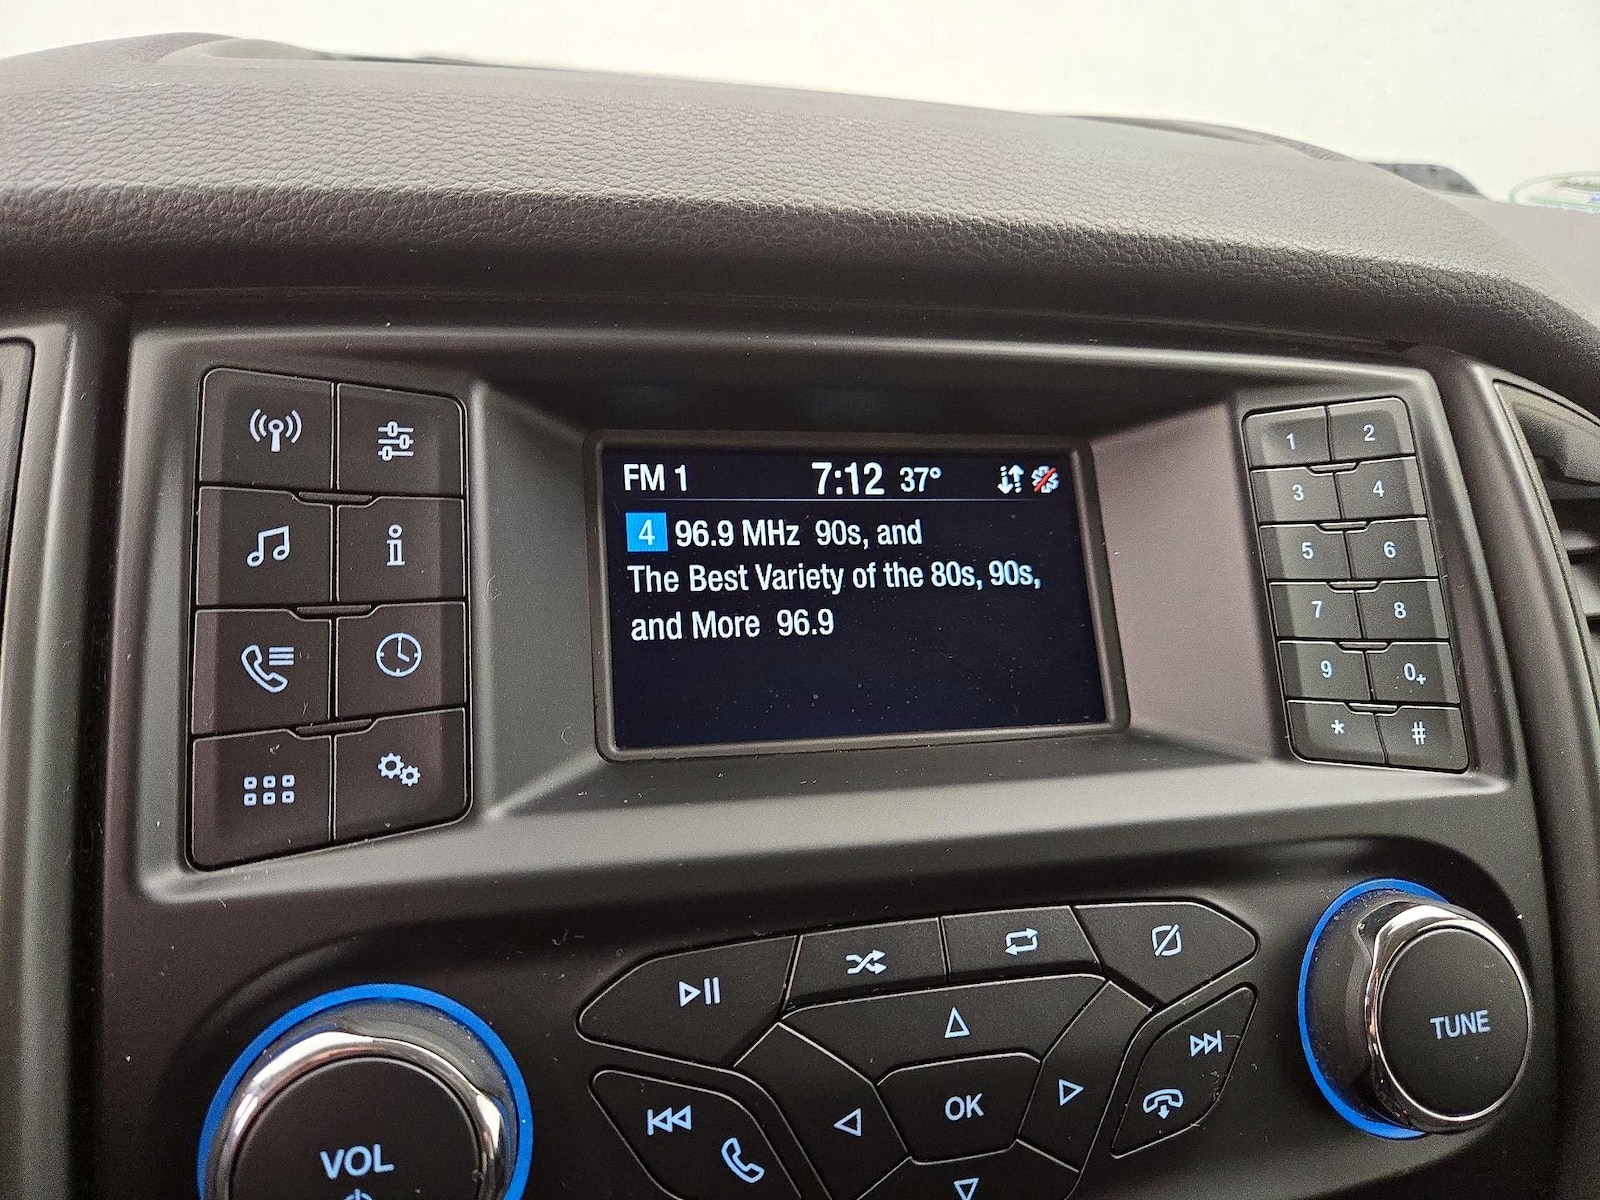 FM 1 7:12 37°
4 96.9 MHz 90s, and
The Best Variety of the 80s, 90s,
and More 96.9
1 2
3 4
5 6
7 8
9 0+
* #
TUNE
OK
VOL